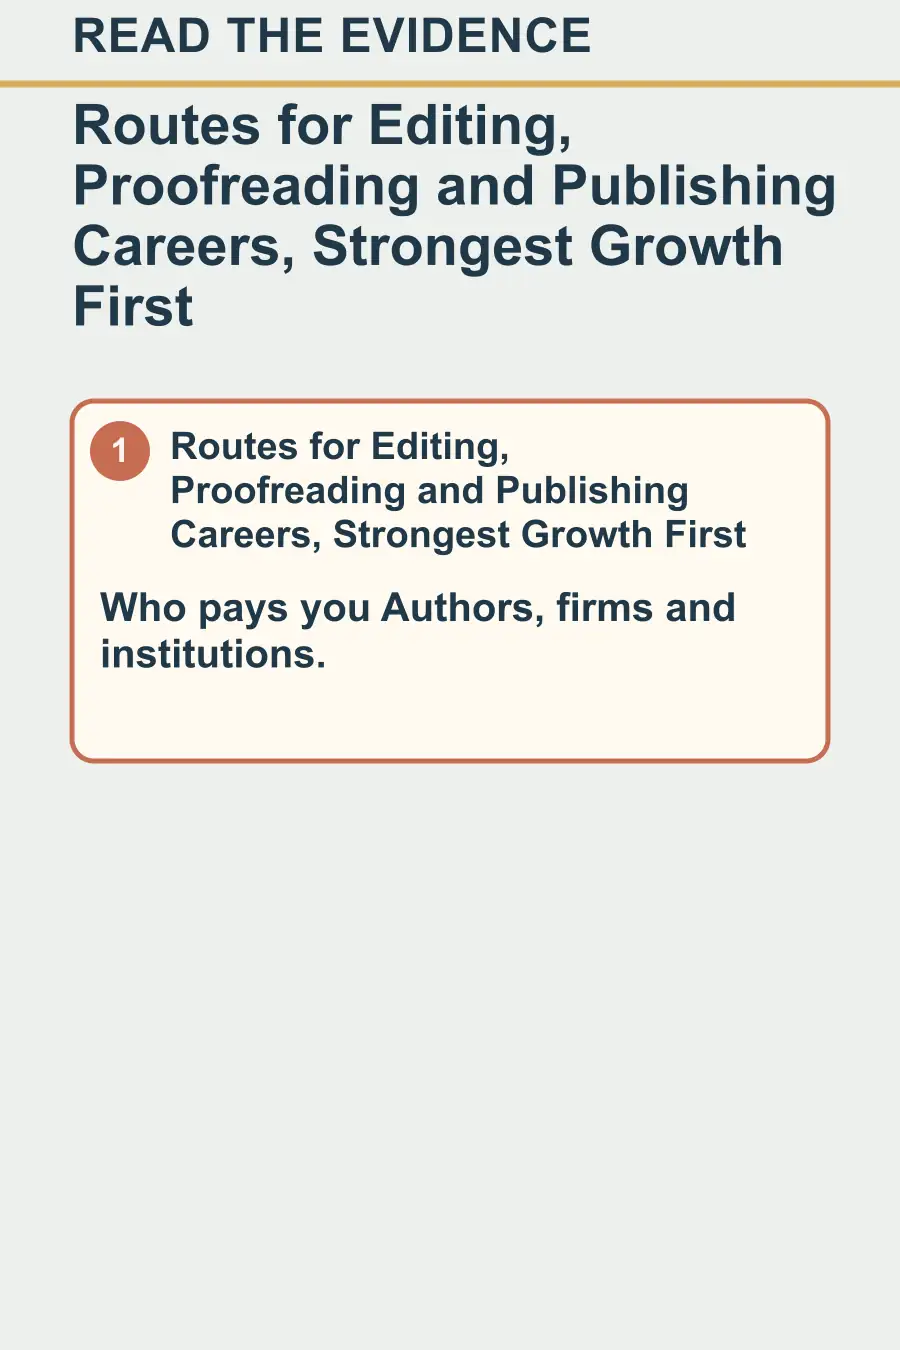 READ THE EVIDENCE
Routes for Editing,
Proofreading and Publishing
Careers, Strongest Growth
First
1
Routes for Editing,
Proofreading and Publishing
Careers, Strongest Growth First
Who pays you Authors, firms and
institutions.